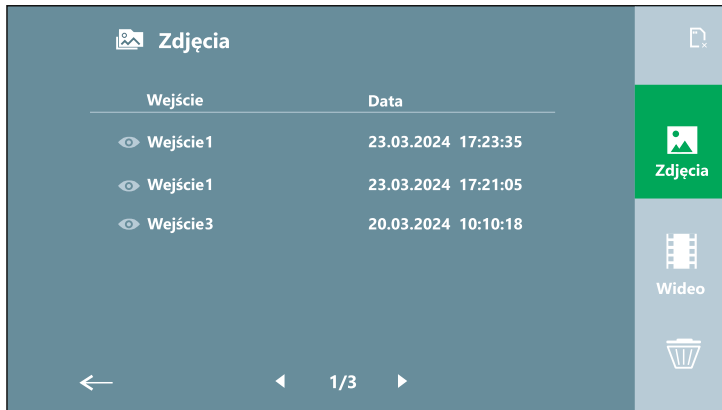 Zdjęcia
Wejście Data
Wejście1 23.03.2024 17:23:35
Wejście1 23.03.2024 17:21:05
Wejście3 20.03.2024 10:10:18
1/3
Zdjęcia
Wideo